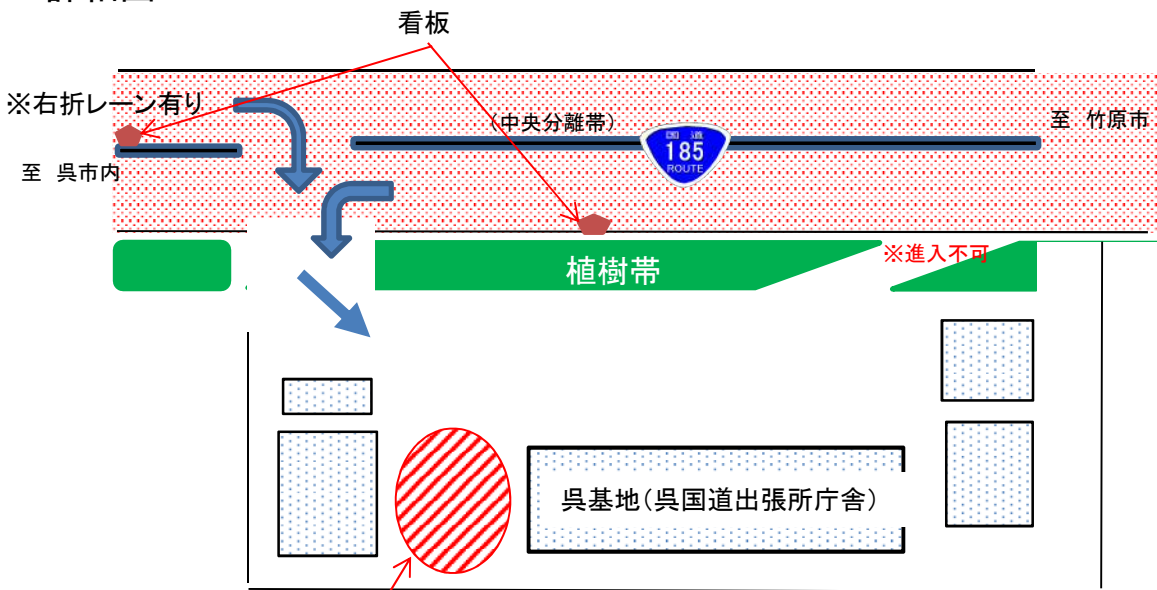 看板
※右折レーン有り
(中央分離帯)
至 竹原市
国道
185
ROUTE
至 呉市内
※進入不可
植樹帯
呉基地(呉国道出張所庁舎)